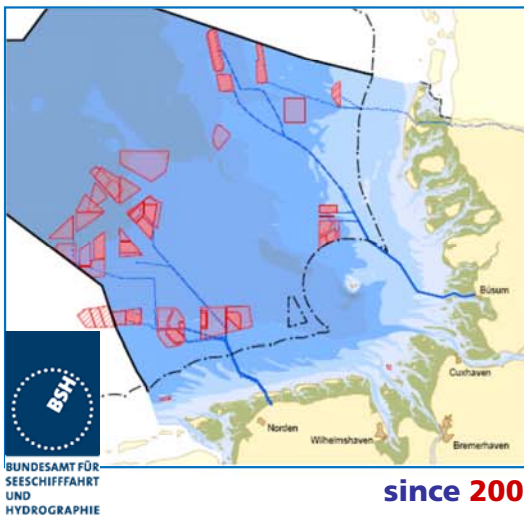 Büsum
Cuxhaven
Norden
Wilhelmshaven
Bremerhaven
BSH
BUNDESAMT FÜR
SEESCHIFFFAHRT
UND
HYDROGRAPHIE
since 200